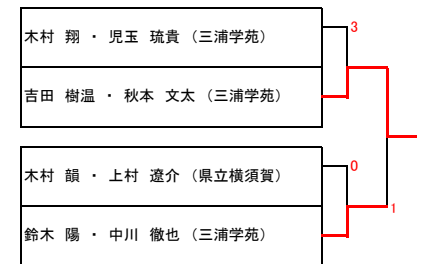 木村 翔 ・ 児玉 琉貴 （三浦学苑）
3
吉田 樹温 ・ 秋本 文太 （三浦学苑）
木村 韻 ・ 上村 遼介 （県立横須賀）
0
1
鈴木 陽 ・ 中川 徹也 （三浦学苑）